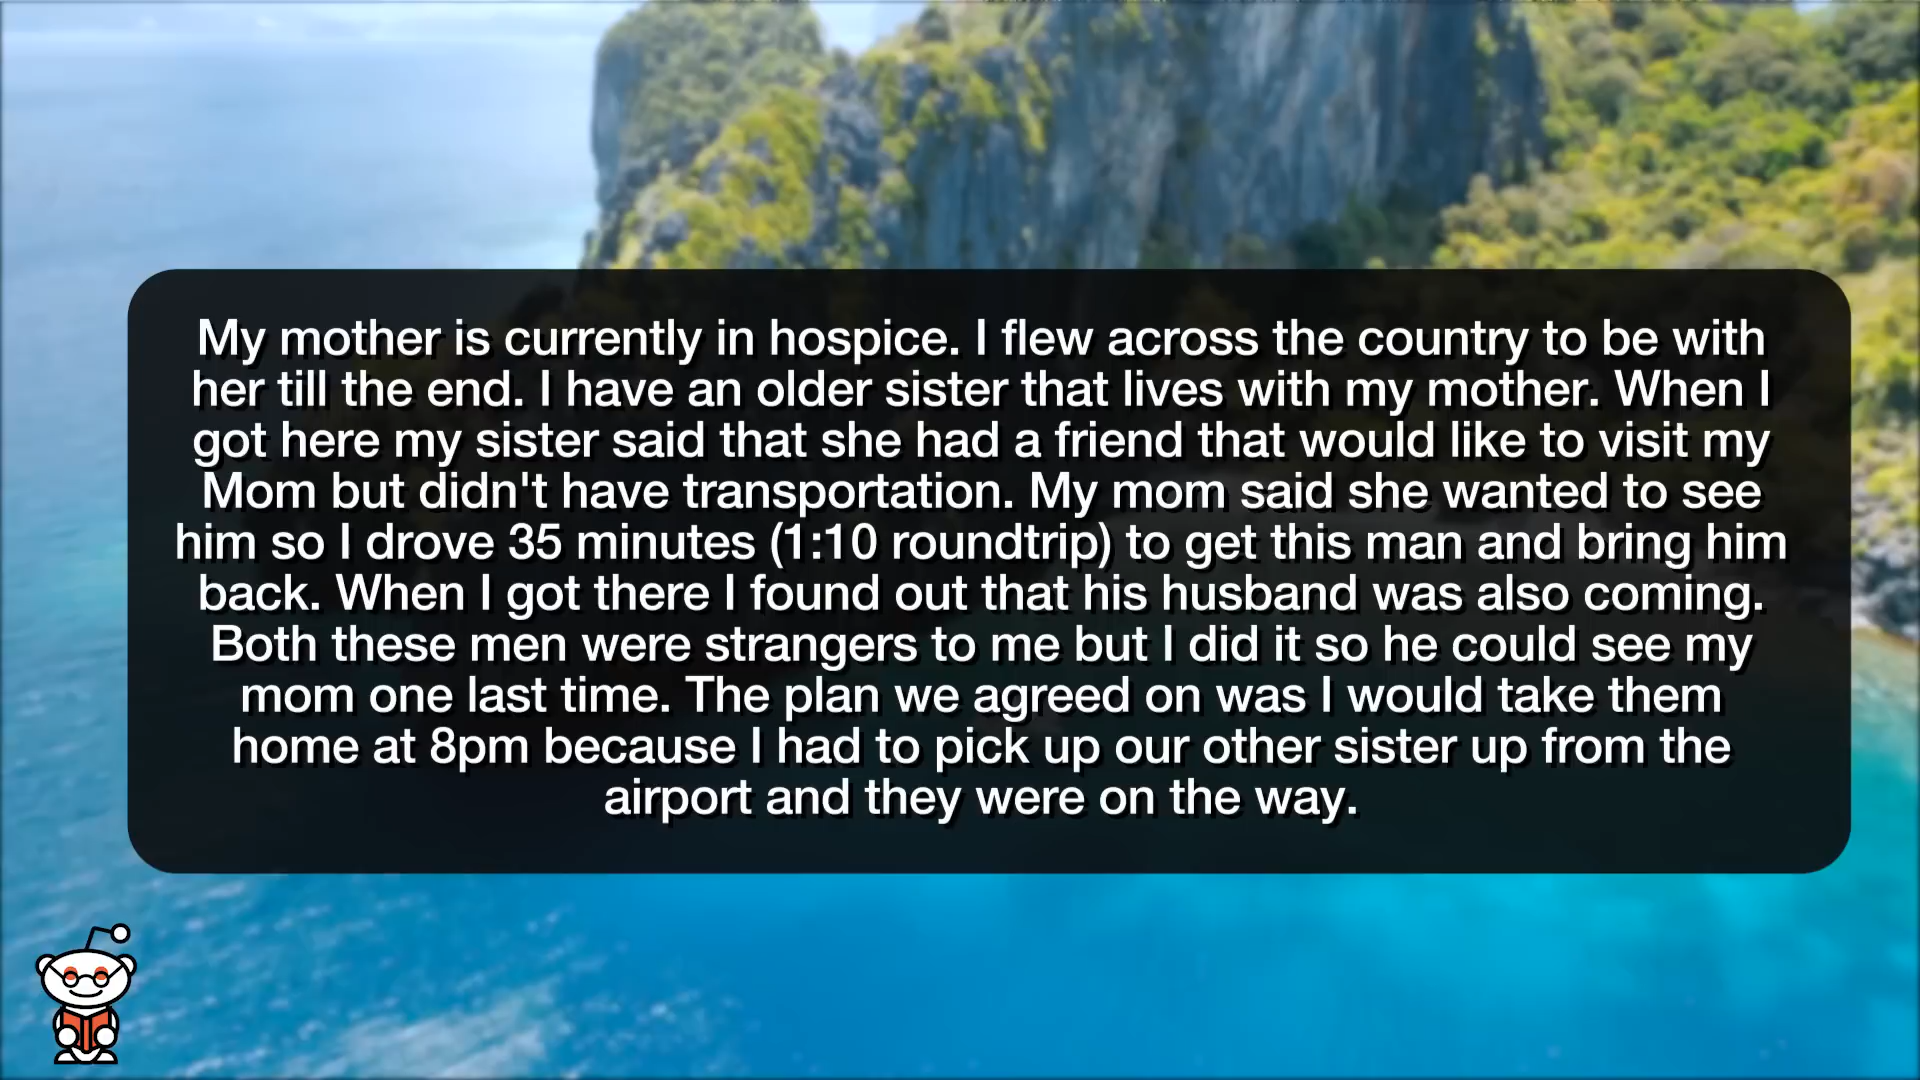 My mother is currently in hospice. I flew across the country to be with
her till the end. I have an older sister that lives with my mother. When I
got here my sister said that she had a friend that would like to visit my
Mom but didn't have transportation. My mom said she wanted to see
him so I drove 35 minutes (1:10 roundtrip) to get this man and bring him
back. When I got there I found out that his husband was also coming.
Both these men were strangers to me but I did it so he could see my
mom one last time. The plan we agreed on was I would take them
home at 8pm because I had to pick up our other sister up from the
airport and they were on the way.